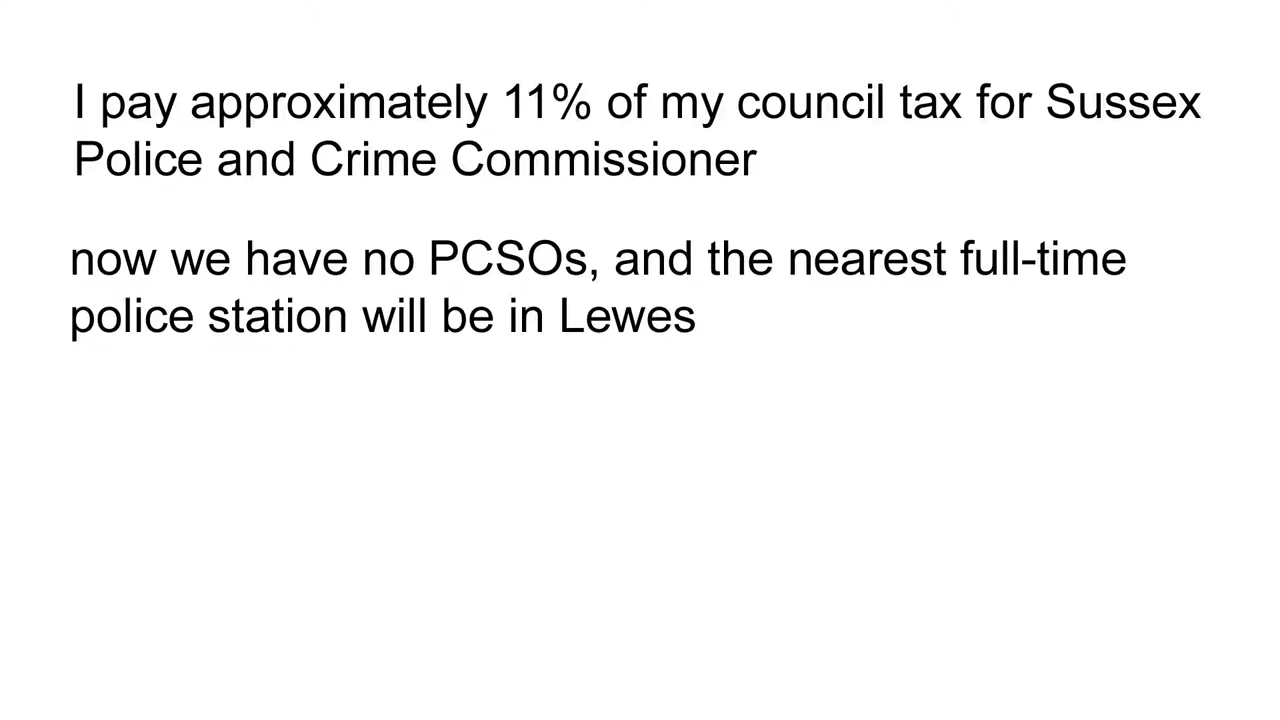 I pay approximately 11% of my council tax for Sussex
Police and Crime Commissioner
now we have no PCSOs, and the nearest full-time
police station will be in Lewes